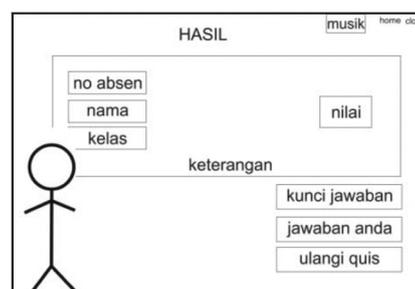 musik
home
HASIL
no absen
nama
nilai
kelas
keterangan
kunci jawaban
jawaban anda
ulangi quis